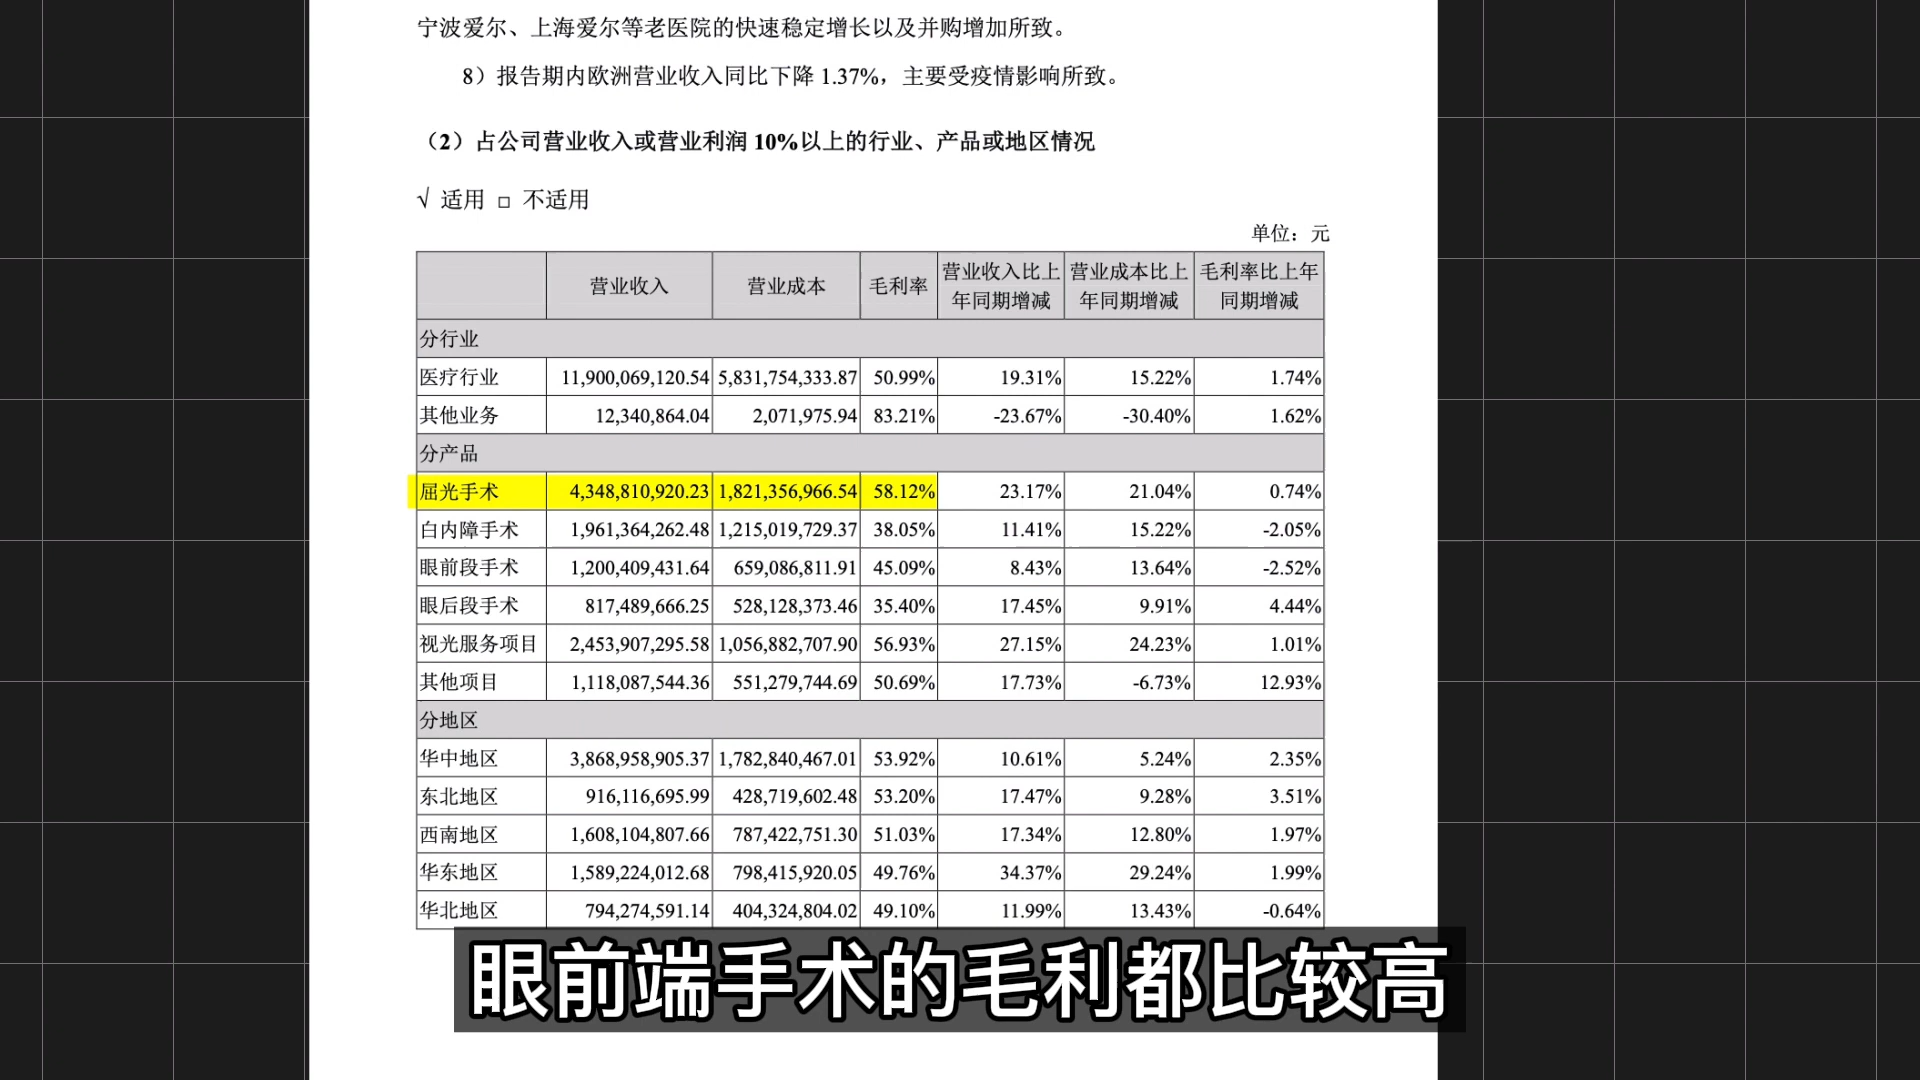 宁波爱尔、上海爱尔等老医院的快速稳定增长以及并购增加所致。
8）报告期内欧洲营业收入同比下降 1.37%，主要受疫情影响所致。
（2）占公司营业收入或营业利润 10%以上的行业、产品或地区情况
√ 适用 □ 不适用
单位：元
营业收入 营业成本 毛利率 营业收入比上年同期增减 营业成本比上年同期增减 毛利率比上年同期增减
分行业
医疗行业 11,900,069,120.54 5,831,754,333.87 50.99% 19.31% 15.22% 1.74%
其他业务 12,340,864.04 2,071,975.94 83.21% -23.67% -30.40% 1.62%
分产品
屈光手术 4,348,810,920.23 1,821,356,966.54 58.12% 23.17% 21.04% 0.74%
白内障手术 1,961,364,262.48 1,215,019,729.37 38.05% 11.41% 15.22% -2.05%
眼前段手术 1,200,409,431.64 659,086,811.91 45.09% 8.43% 13.64% -2.52%
眼后段手术 817,489,666.25 528,128,373.46 35.40% 17.45% 9.91% 4.44%
视光服务项目 2,453,907,295.58 1,056,882,707.90 56.93% 27.15% 24.23% 1.01%
其他项目 1,118,087,544.36 551,279,744.69 50.69% 17.73% -6.73% 12.93%
分地区
华中地区 3,868,958,905.37 1,782,840,467.01 53.92% 10.61% 5.24% 2.35%
东北地区 916,116,695.99 428,719,602.48 53.20% 17.47% 9.28% 3.51%
西南地区 1,608,104,807.66 787,422,751.30 51.03% 17.34% 12.80% 1.97%
华东地区 1,589,224,012.68 798,415,920.05 49.76% 34.37% 29.24% 1.99%
华北地区 794,274,591.14 404,324,804.02 49.10% 11.99% 13.43% -0.64%
眼前端手术的毛利都比较高